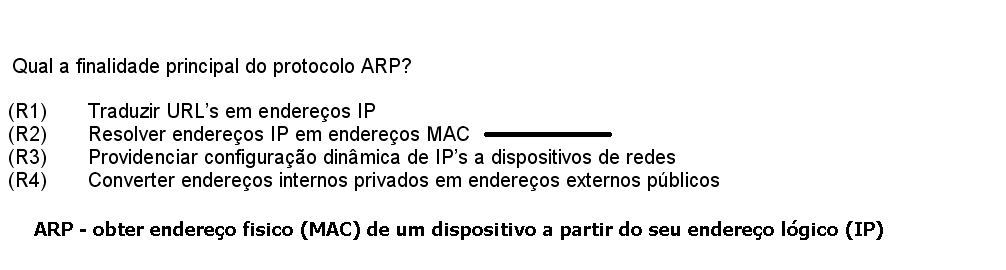 Qual a finalidade principal do protocolo ARP?
(R1) Traduzir URL's em endereços IP
(R2) Resolver endereços IP em endereços MAC
(R3) Providenciar configuração dinâmica de IP's a dispositivos de redes
(R4) Converter endereços internos privados em endereços externos públicos
ARP - obter endereço fisico (MAC) de um dispositivo a partir do seu endereço lógico (IP)